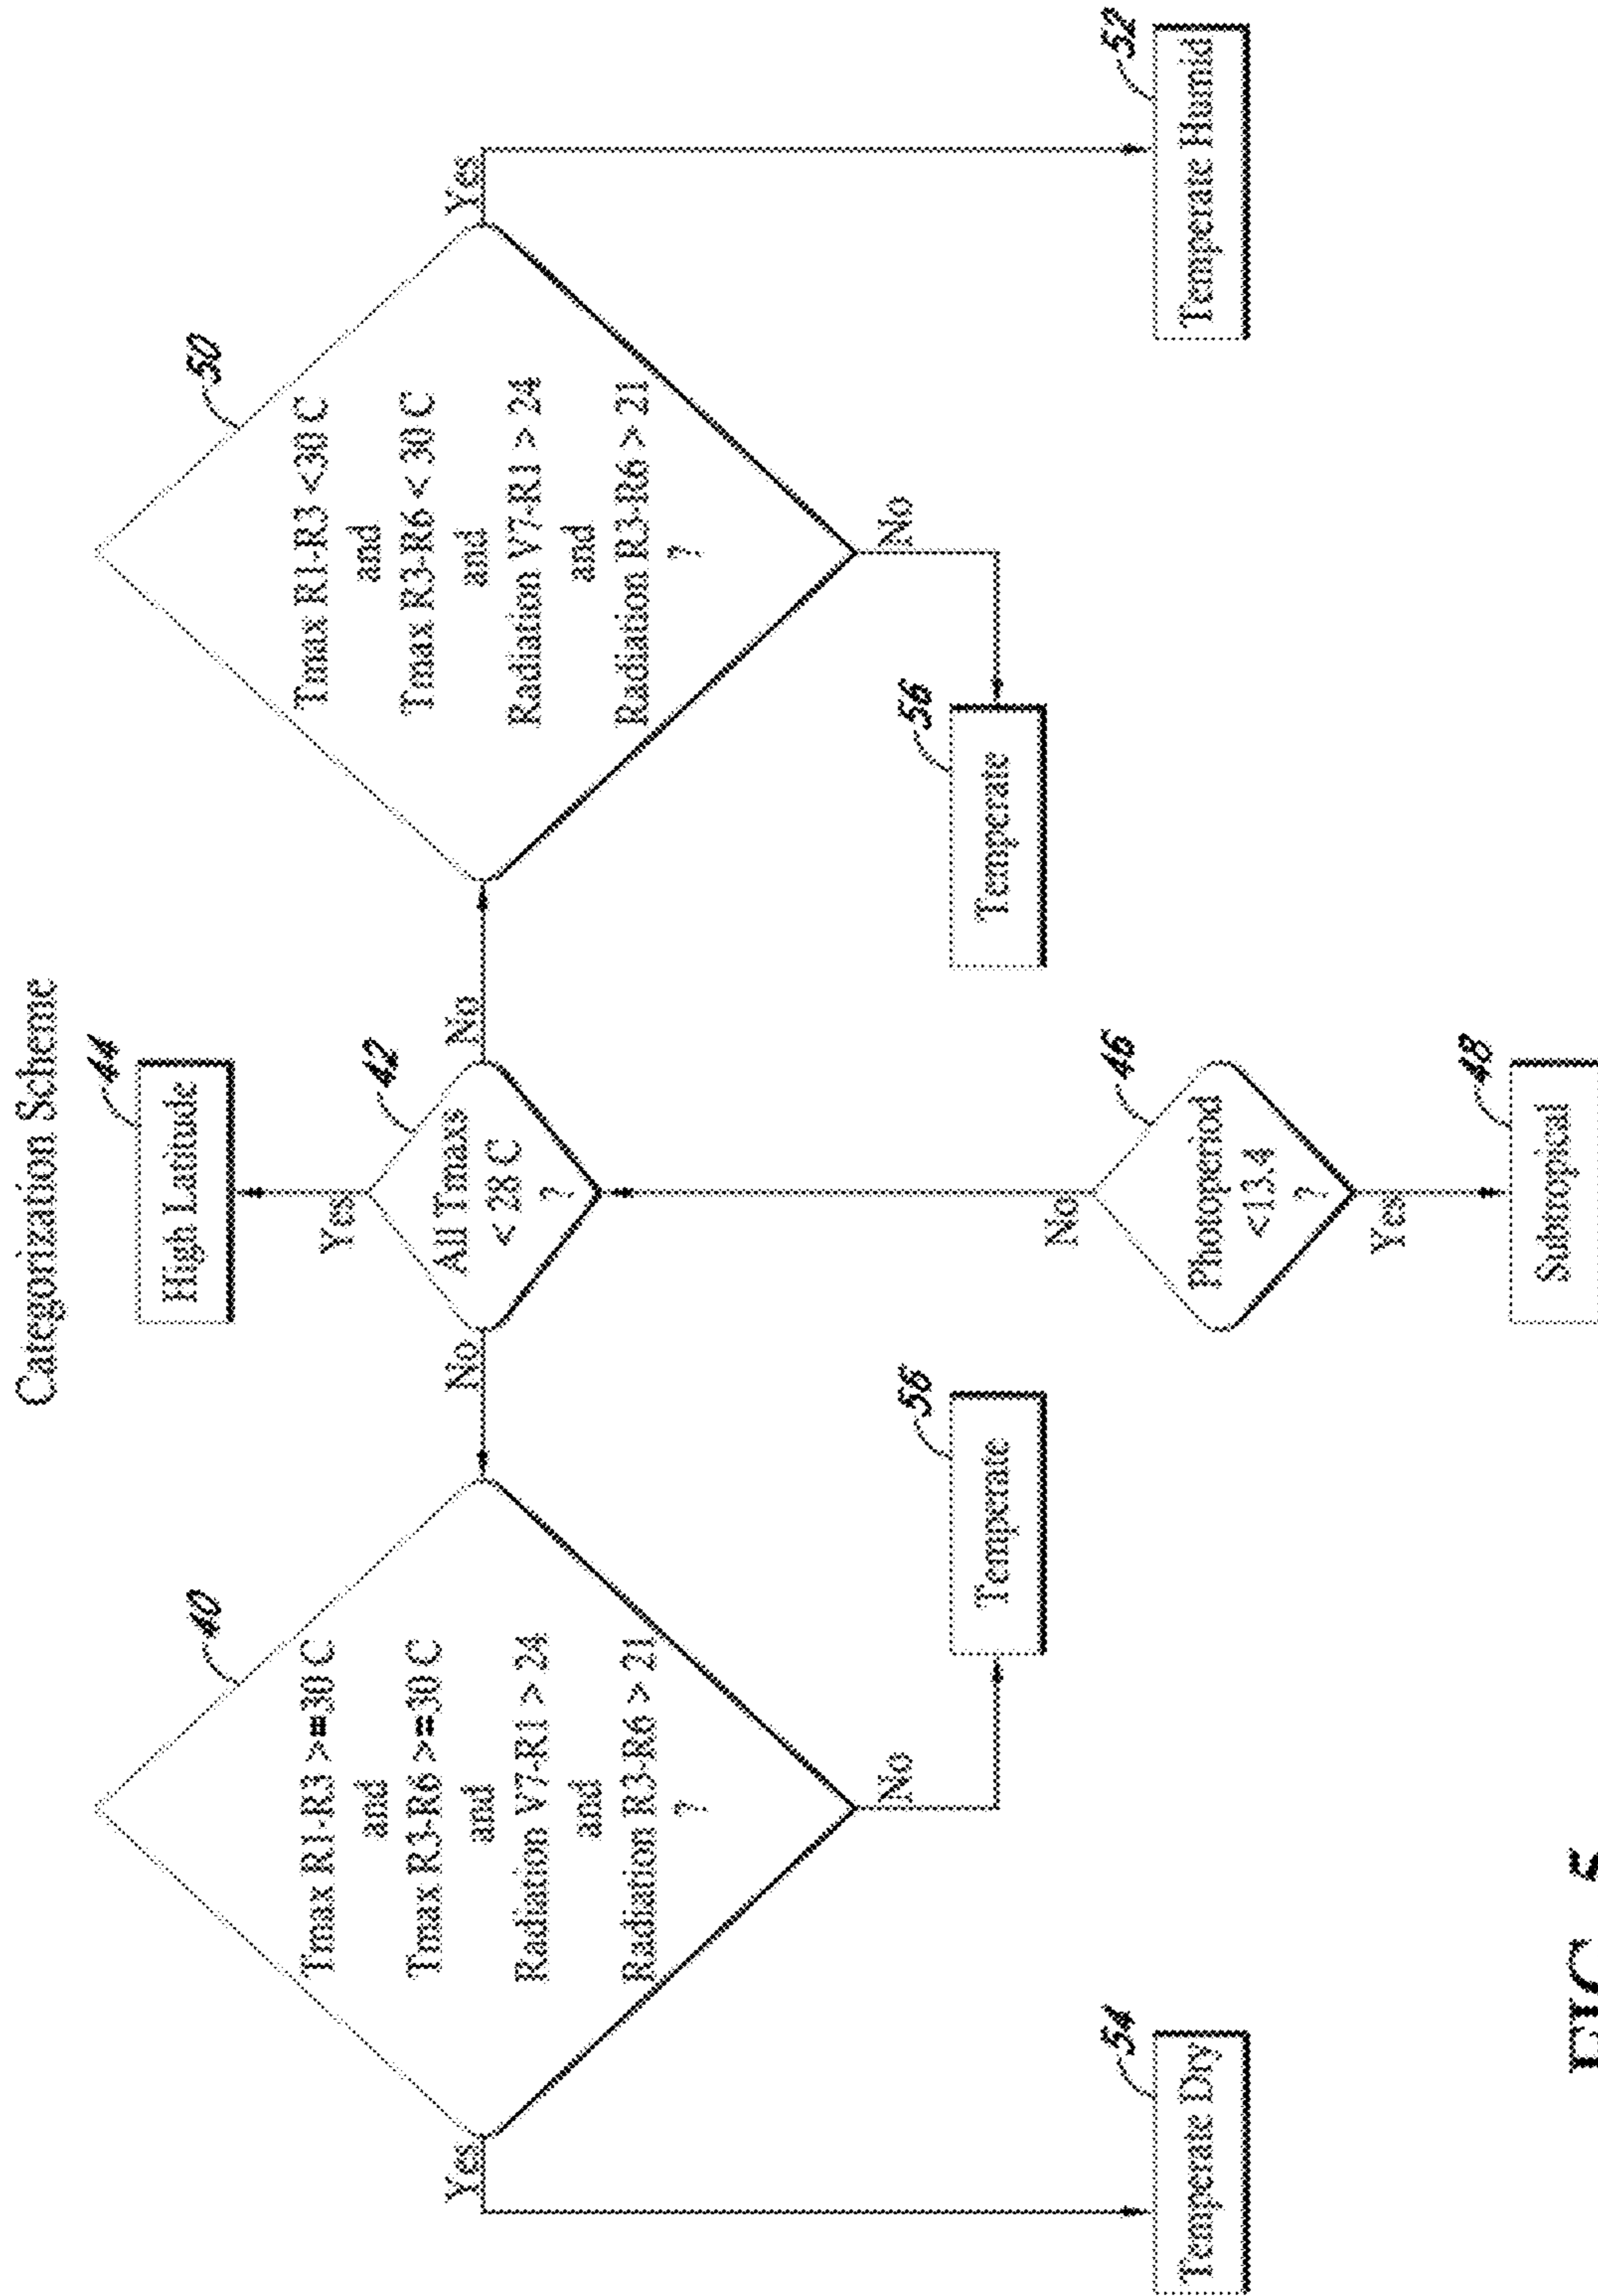 Categorization Scheme
44
High Latitude
Yes
42
All Tmaxs
< 28 C
?
No
No
40
Tmax R1-R3 >=30 C
and
Tmax R3-R6 >=30 C
and
Radiation V7-R1 > 24
and
Radiation R3-R6 > 21
?
Yes
No
56
Temperate
54
Temperate Dry
50
Tmax R1-R3 <30 C
and
Tmax R3-R6 < 30 C
and
Radiation V7-R1 > 24
and
Radiation R3-R6 > 21
?
Yes
No
56
Temperate
52
Temperate Humid
No
46
Photoperiod
<13.4
?
Yes
48
Subtropical
FIG. 5